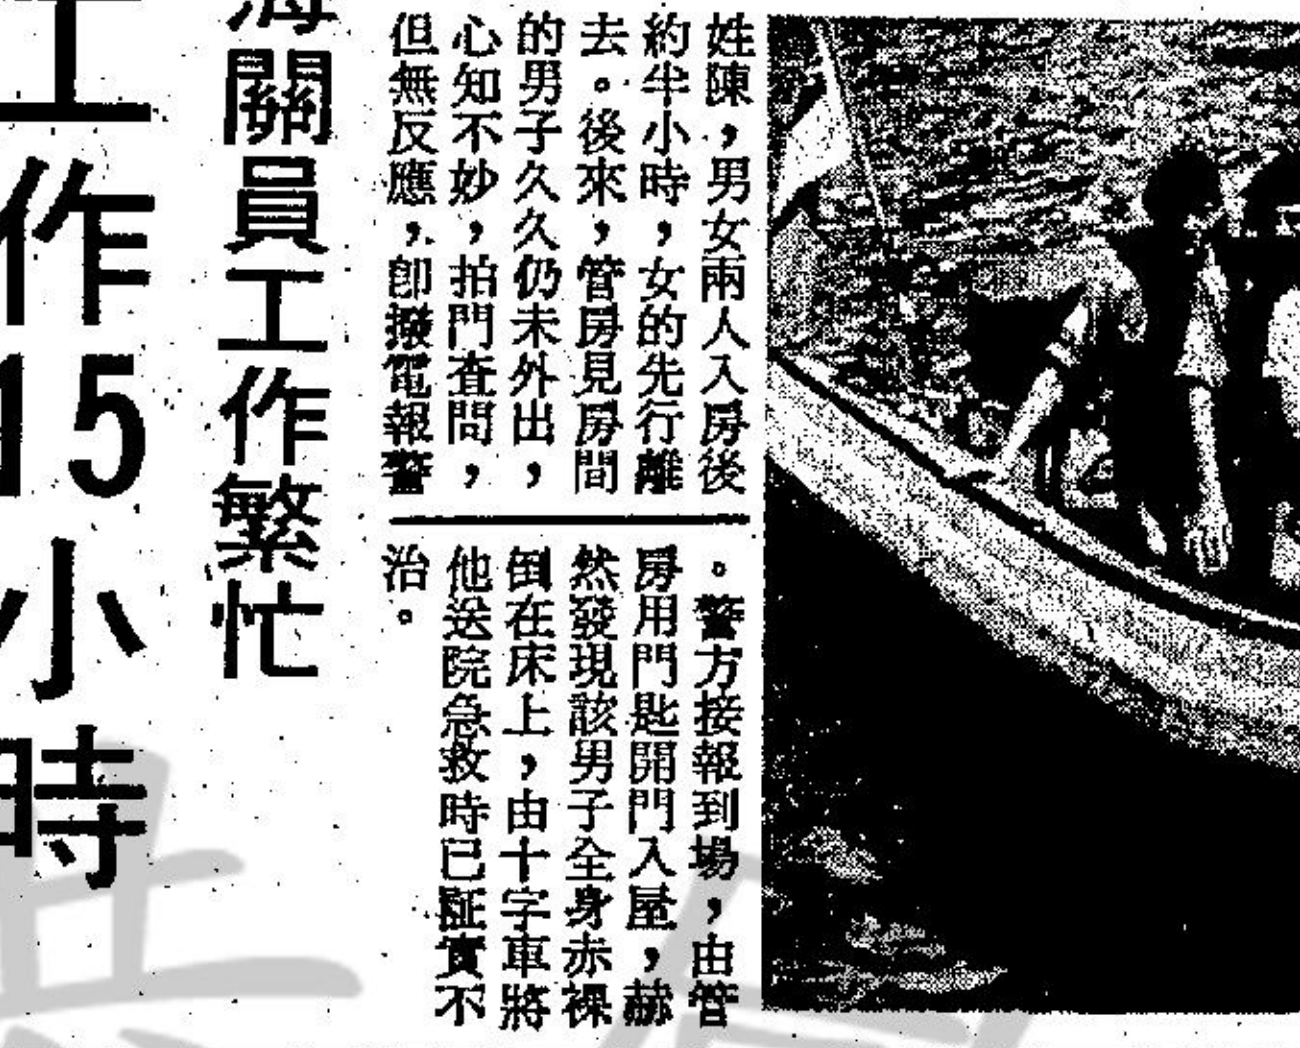 姓陳，男女兩人入房後
約半小時，女的先行離
去。後來，管房見房間
的男子久久仍未外出，
心知不妙，拍門查問，
但無反應，卽撥電報警
。警方接報到場，由管
房用門匙開門入屋，赫
然發現該男子全身赤裸
倒在床上，由十字車將
他送院急救時已証實不
治。
海關員工作繁忙
工作15小時